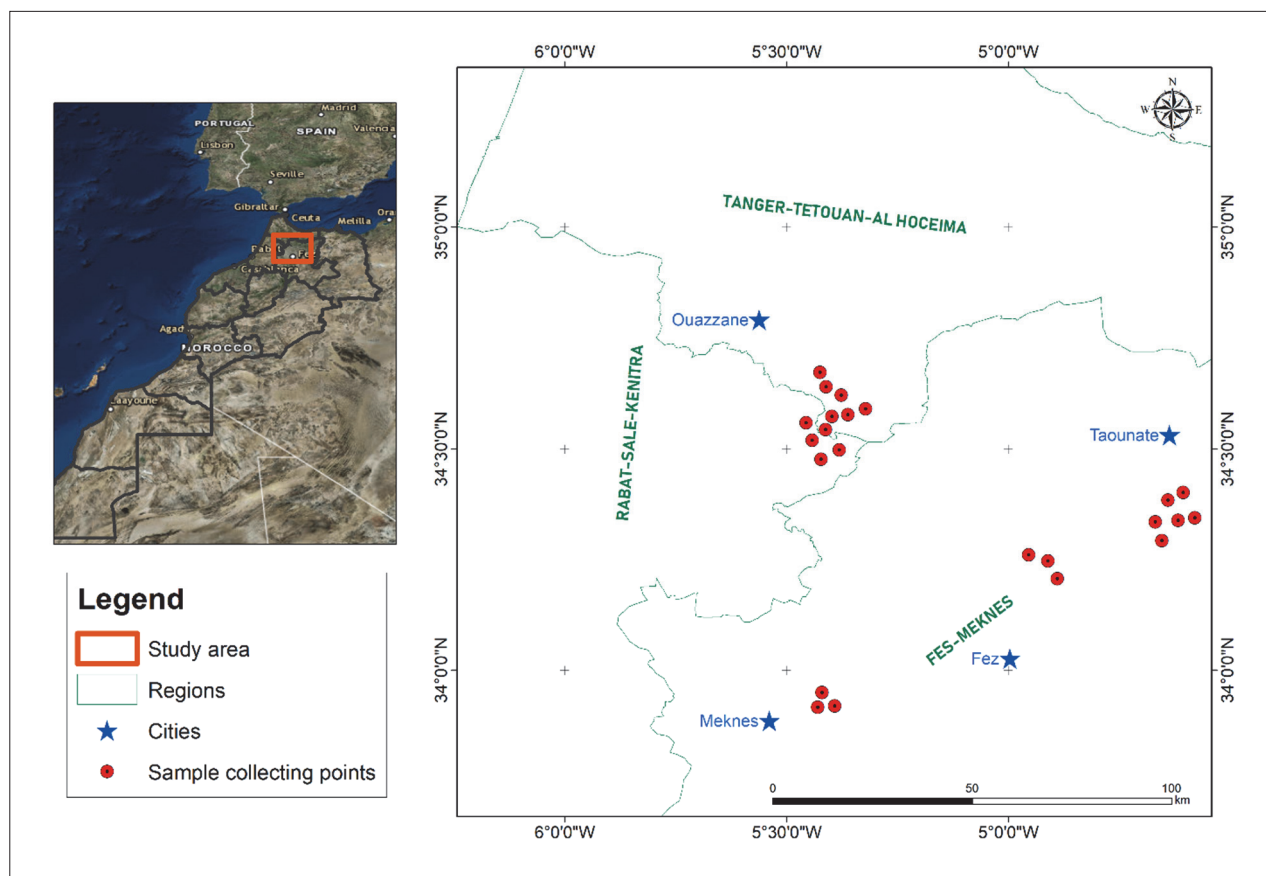 PORTUGAL
Madrid
SPAIN
Valencia
Lisbon
Seville
Gibraltar
Ceuta
Melilla
Ora
Rabat
Fez
Casablanca
Agad
MOROCCO
Laayoune
Legend
Study area
Regions
Cities
Sample collecting points
6°0'0"W
5°30'0"W
5°0'0"W
N
W
E
S
35°0'0"N
35°0'0"N
TANGER-TETOUAN-AL HOCEIMA
Ouazzane
RABAT-SALE-KENITRA
Taounate
34°30'0"N
34°30'0"N
FES-MEKNES
Fez
34°0'0"N
34°0'0"N
Meknes
0
50
100
km
6°0'0"W
5°30'0"W
5°0'0"W